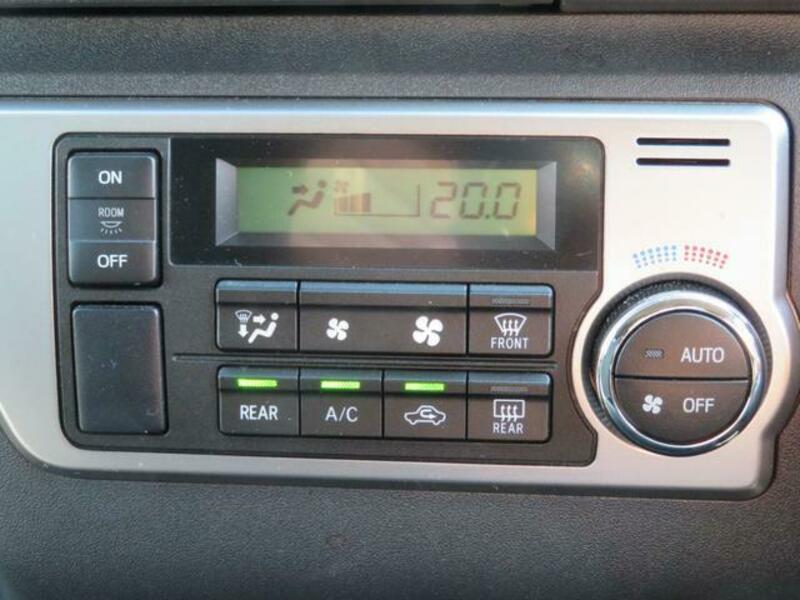 ON
ROOM
OFF
20.0
FRONT
AUTO
OFF
REAR
A/C
REAR